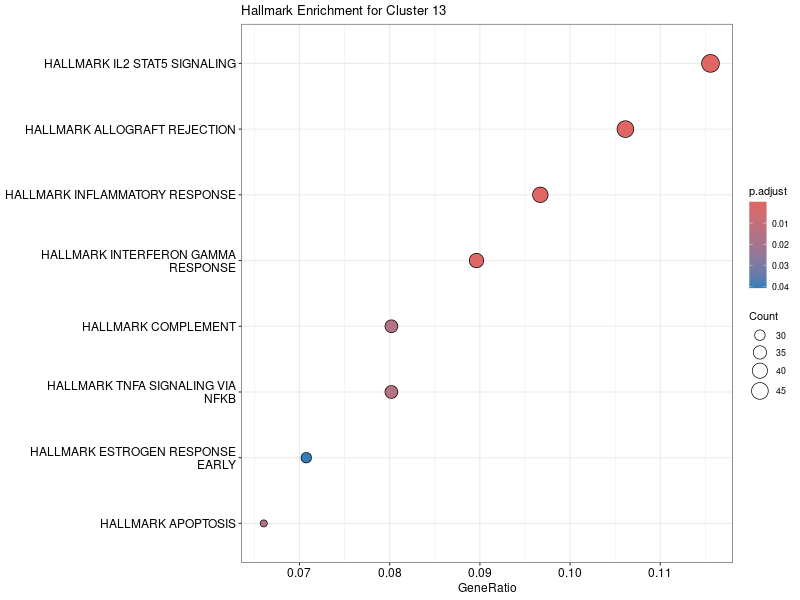 Hallmark Enrichment for Cluster 13
HALLMARK IL2 STAT5 SIGNALING
HALLMARK ALLOGRAFT REJECTION
HALLMARK INFLAMMATORY RESPONSE
HALLMARK INTERFERON GAMMA
RESPONSE
HALLMARK COMPLEMENT
HALLMARK TNFA SIGNALING VIA
NFKB
HALLMARK ESTROGEN RESPONSE
EARLY
HALLMARK APOPTOSIS
0.07 0.08 0.09 0.10 0.11
GeneRatio
p.adjust
0.01
0.02
0.03
0.04
Count
30
35
40
45